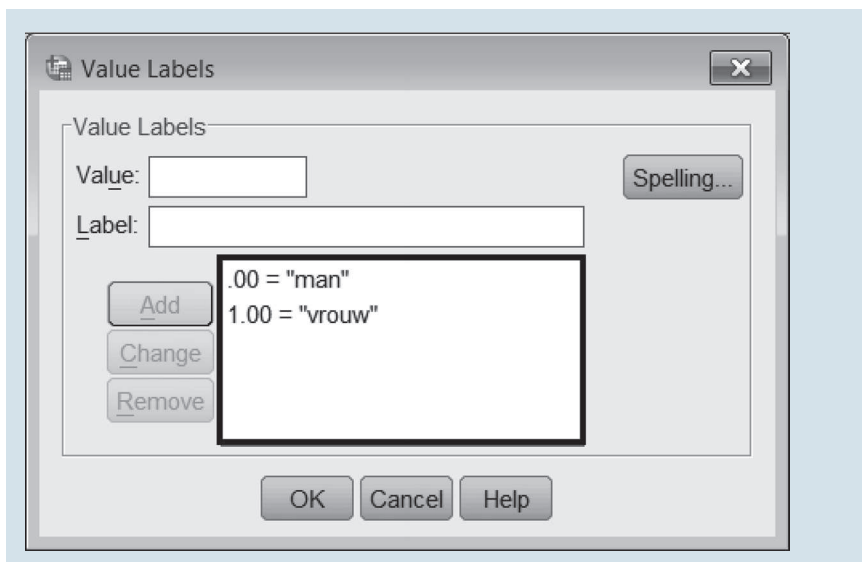 Value Labels
Value Labels
Value:
Spelling...
Label:
.00 = "man"
1.00 = "vrouw"
Add
Change
Remove
OK Cancel Help